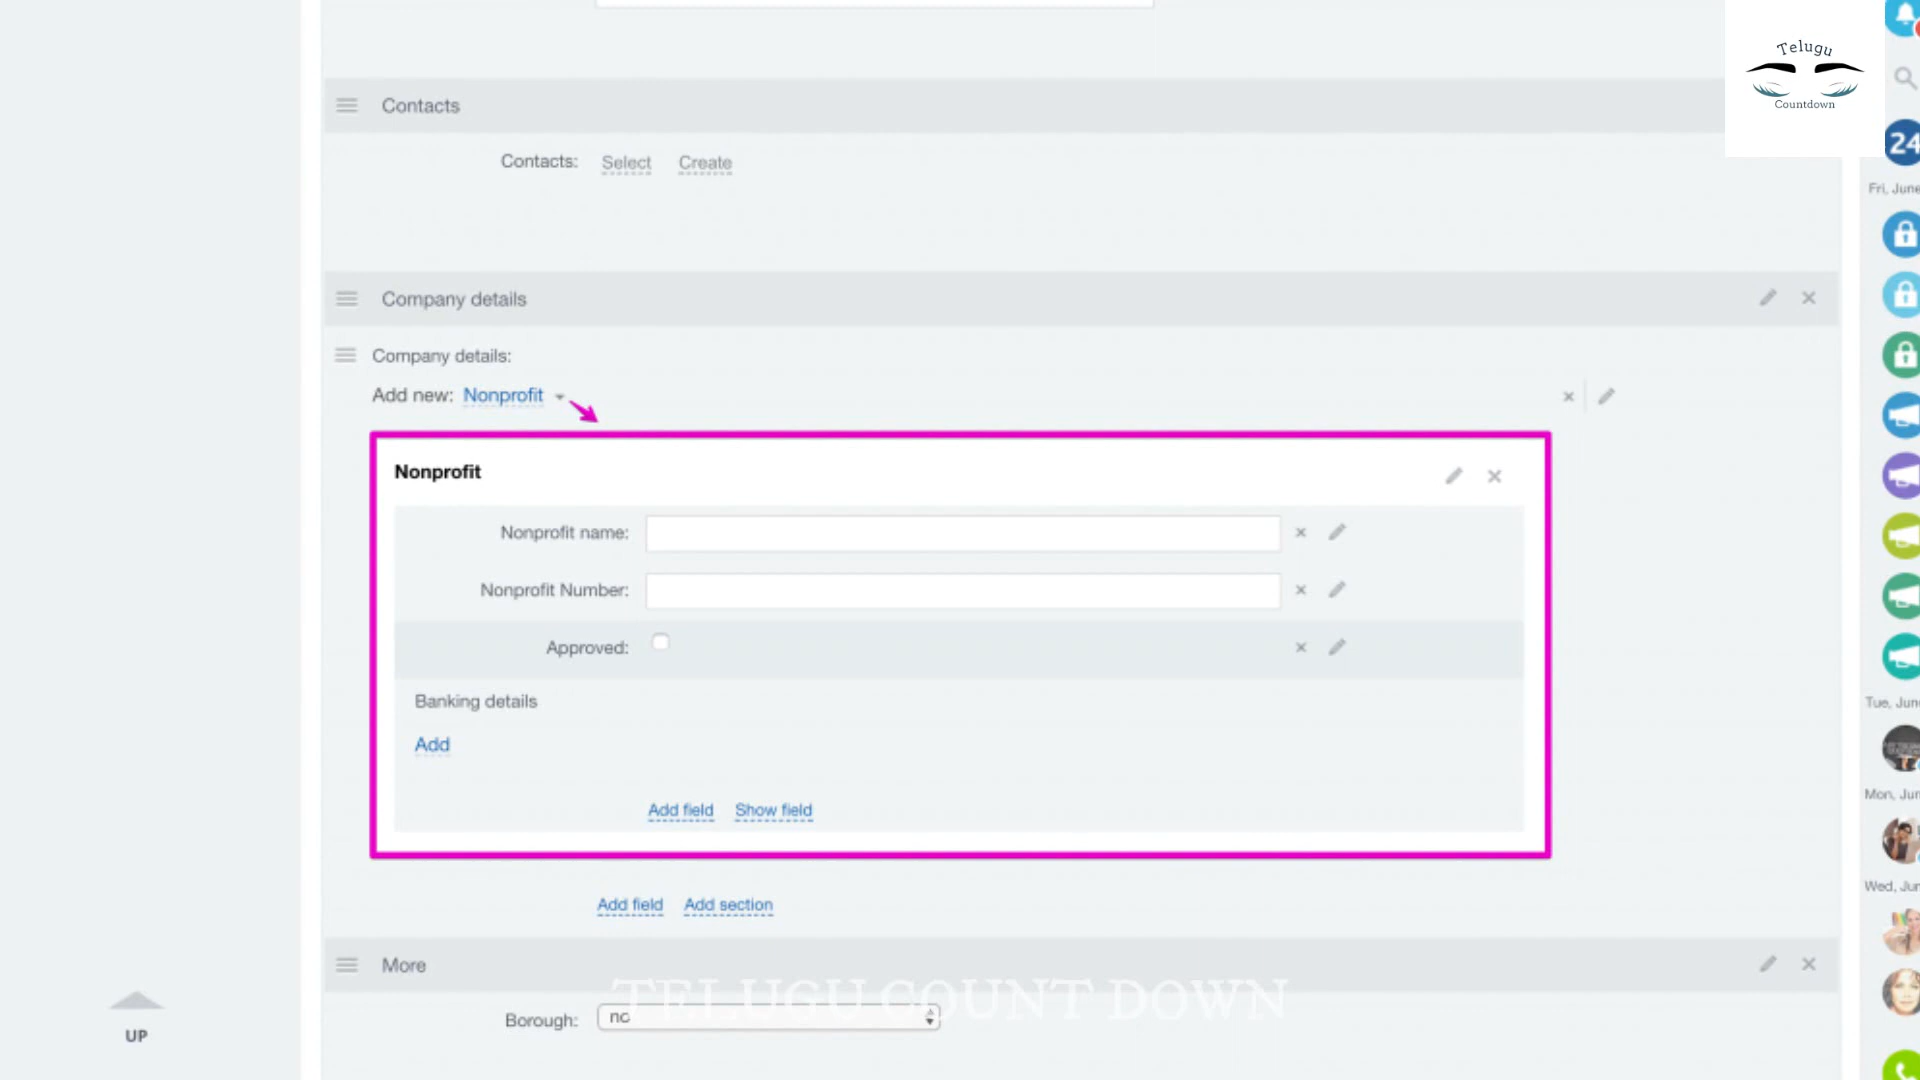 Telugu
Countdown
Contacts
Contacts: Select Create
24
Fri, June
Company details
Company details:
Add new: Nonprofit
Nonprofit
Nonprofit name:
Nonprofit Number:
Approved:
Banking details
Add
Tue, Jun
Mon, Jun
Add field Show field
Wed, Jun
Add field Add section
More
TELUGU COUNT DOWN
Borough: no
UP